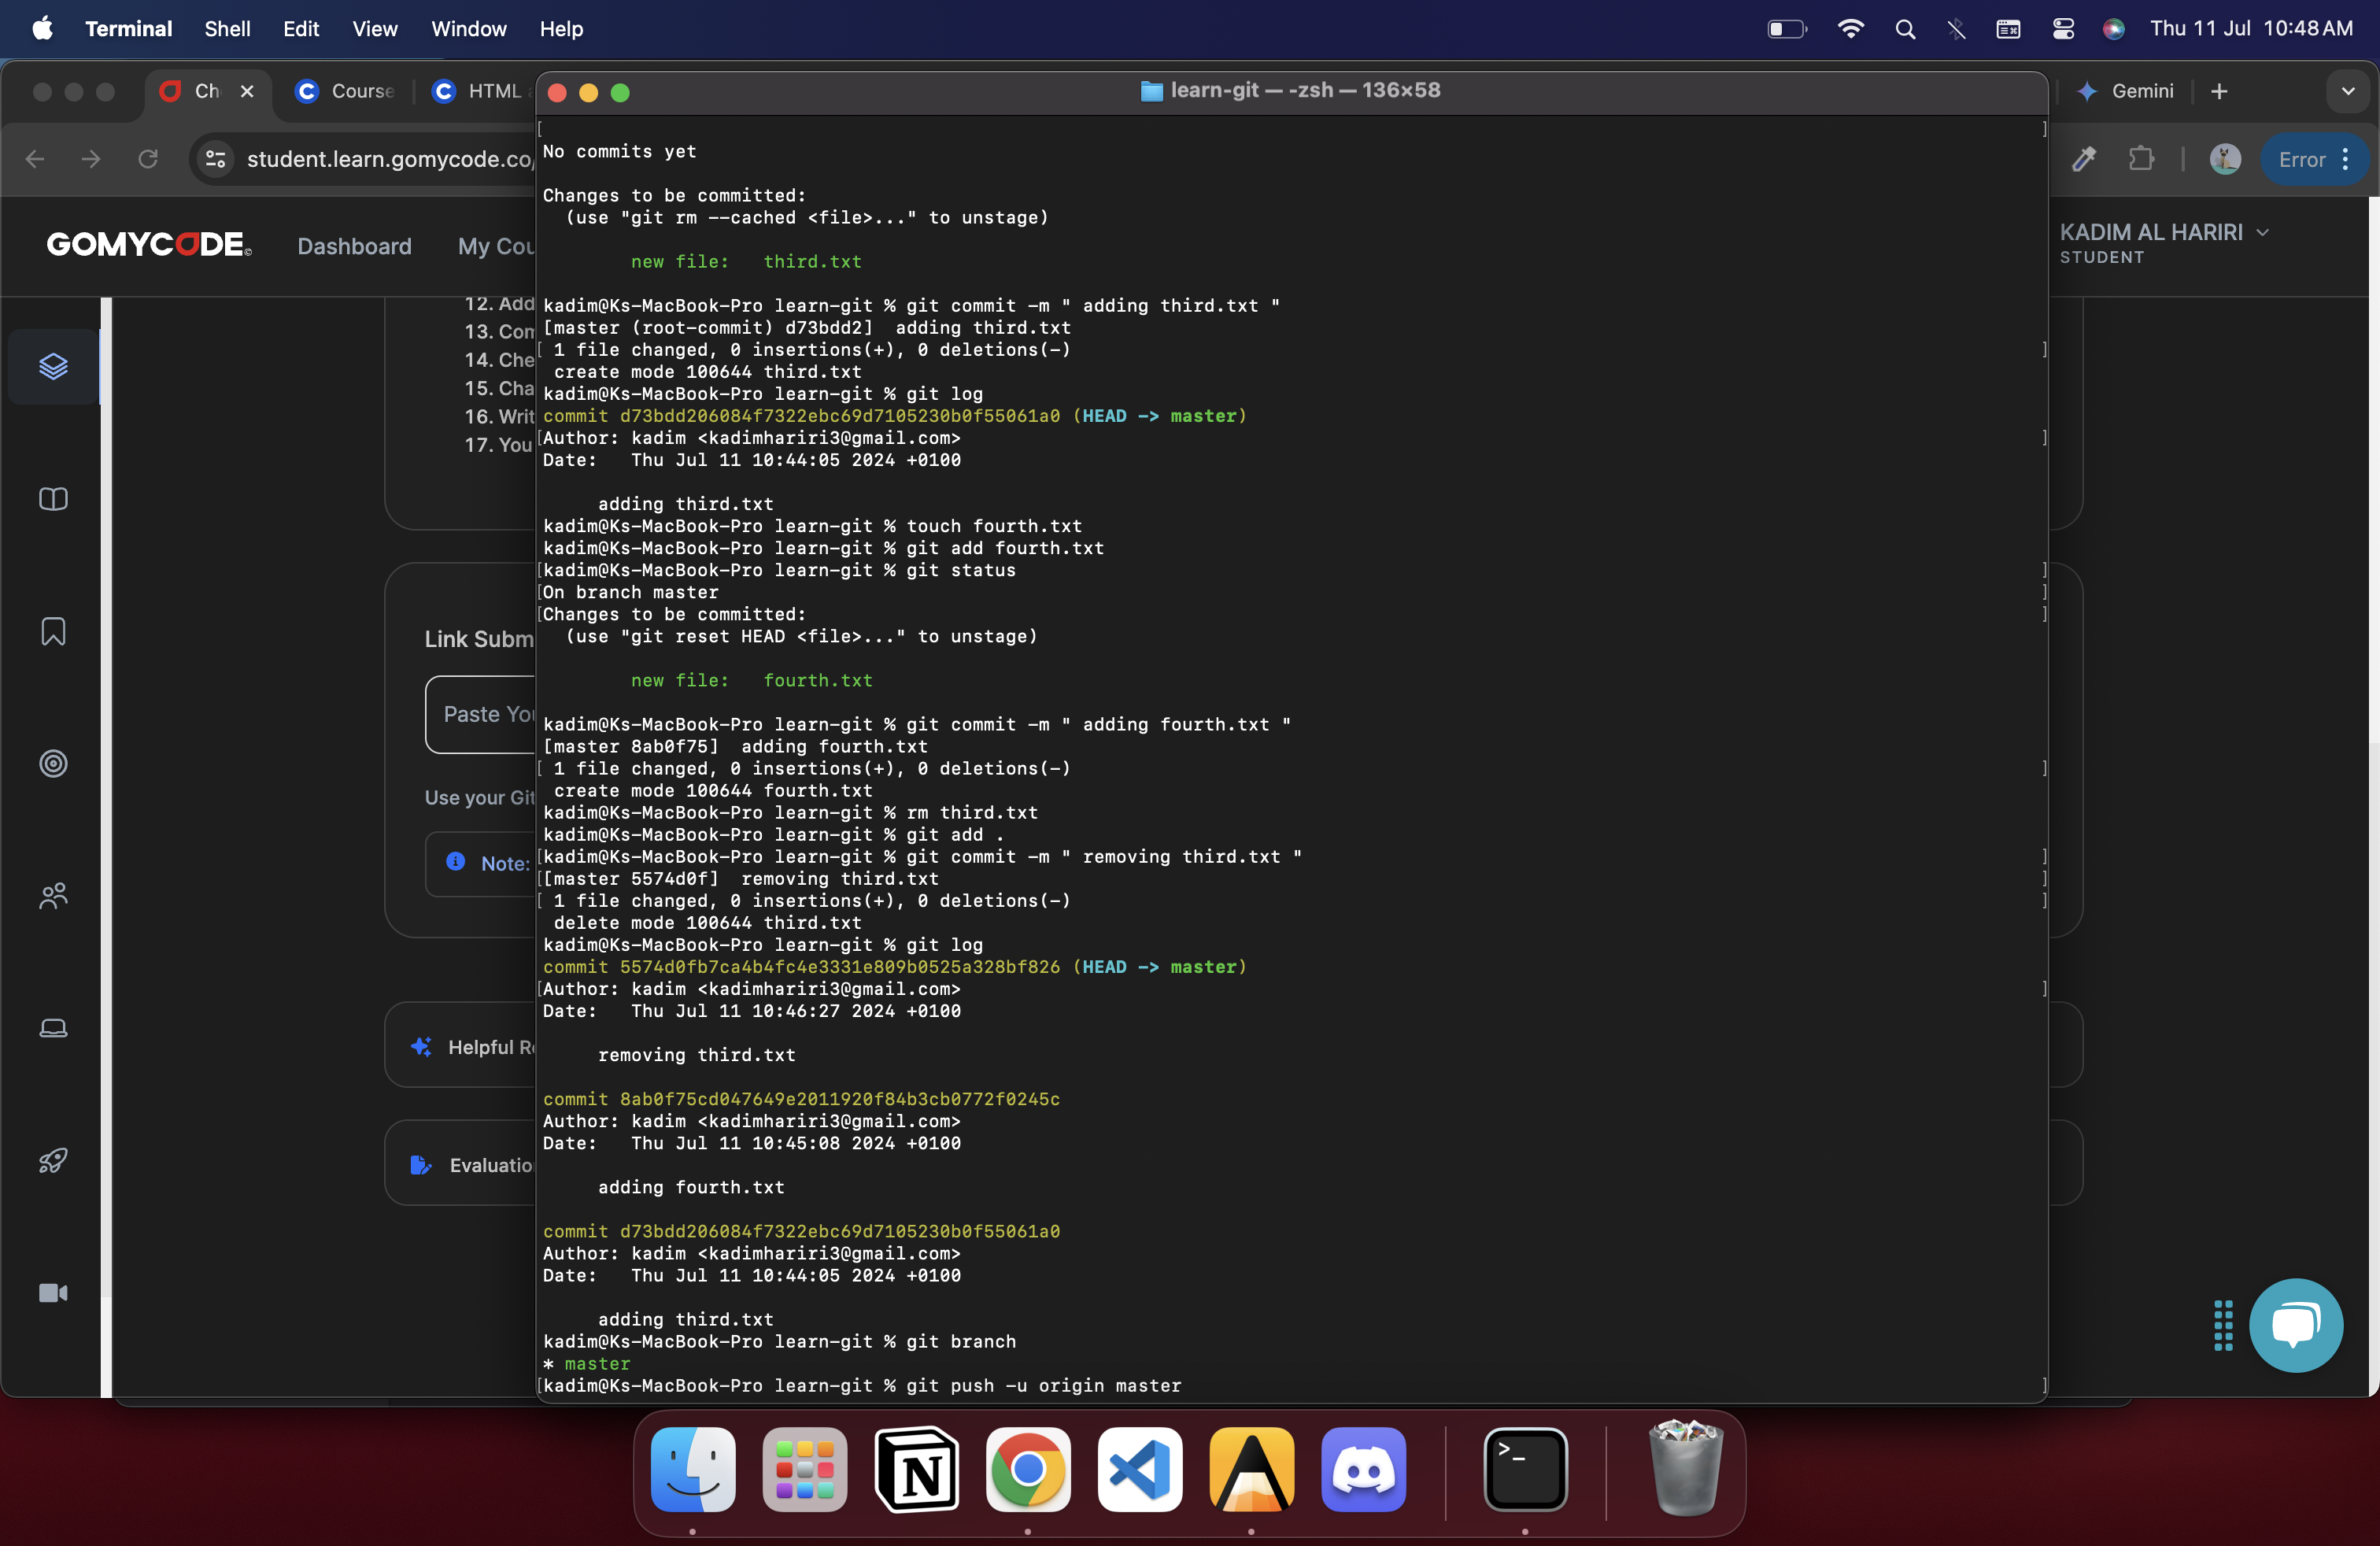 Terminal Shell Edit View Window Help Thu 11 Jul 10:48 AM
Ch Course HTML learn-git — -zsh — 136×58 Gemini
student.learn.gomycode.co/ Error
GOMYCODE Dashboard My Cou KADIM AL HARIRI
STUDENT
12. Add
13. Com
14. Che
15. Cha
16. Writ
17. You
Link Subm
Paste You
Use your Git
Note:
Helpful Re
Evaluatio
No commits yet
Changes to be committed:
(use "git rm --cached <file>..." to unstage)
new file: third.txt
kadim@Ks-MacBook-Pro learn-git % git commit -m " adding third.txt "
[master (root-commit) d73bdd2] adding third.txt
1 file changed, 0 insertions(+), 0 deletions(-)
create mode 100644 third.txt
kadim@Ks-MacBook-Pro learn-git % git log
commit d73bdd206084f7322ebc69d7105230b0f55061a0 (HEAD -> master)
Author: kadim <kadimhariri3@gmail.com>
Date: Thu Jul 11 10:44:05 2024 +0100
adding third.txt
kadim@Ks-MacBook-Pro learn-git % touch fourth.txt
kadim@Ks-MacBook-Pro learn-git % git add fourth.txt
kadim@Ks-MacBook-Pro learn-git % git status
On branch master
Changes to be committed:
(use "git reset HEAD <file>..." to unstage)
new file: fourth.txt
kadim@Ks-MacBook-Pro learn-git % git commit -m " adding fourth.txt "
[master 8ab0f75] adding fourth.txt
1 file changed, 0 insertions(+), 0 deletions(-)
create mode 100644 fourth.txt
kadim@Ks-MacBook-Pro learn-git % rm third.txt
kadim@Ks-MacBook-Pro learn-git % git add .
kadim@Ks-MacBook-Pro learn-git % git commit -m " removing third.txt "
[master 5574d0f] removing third.txt
1 file changed, 0 insertions(+), 0 deletions(-)
delete mode 100644 third.txt
kadim@Ks-MacBook-Pro learn-git % git log
commit 5574d0fb7ca4b4fc4e3331e809b0525a328bf826 (HEAD -> master)
Author: kadim <kadimhariri3@gmail.com>
Date: Thu Jul 11 10:46:27 2024 +0100
removing third.txt
commit 8ab0f75cd047649e2011920f84b3cb0772f0245c
Author: kadim <kadimhariri3@gmail.com>
Date: Thu Jul 11 10:45:08 2024 +0100
adding fourth.txt
commit d73bdd206084f7322ebc69d7105230b0f55061a0
Author: kadim <kadimhariri3@gmail.com>
Date: Thu Jul 11 10:44:05 2024 +0100
adding third.txt
kadim@Ks-MacBook-Pro learn-git % git branch
* master
kadim@Ks-MacBook-Pro learn-git % git push -u origin master